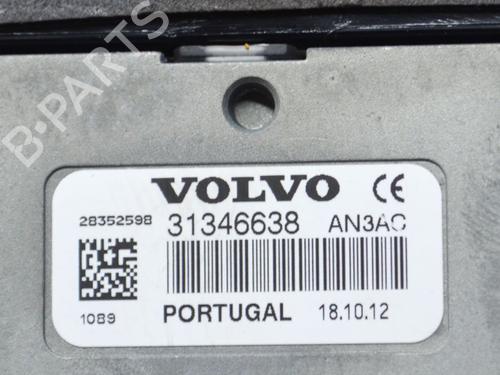 B-PARTS
VOLVO CE
28352598 31346638 AN3AC
1089 PORTUGAL 18.10.12